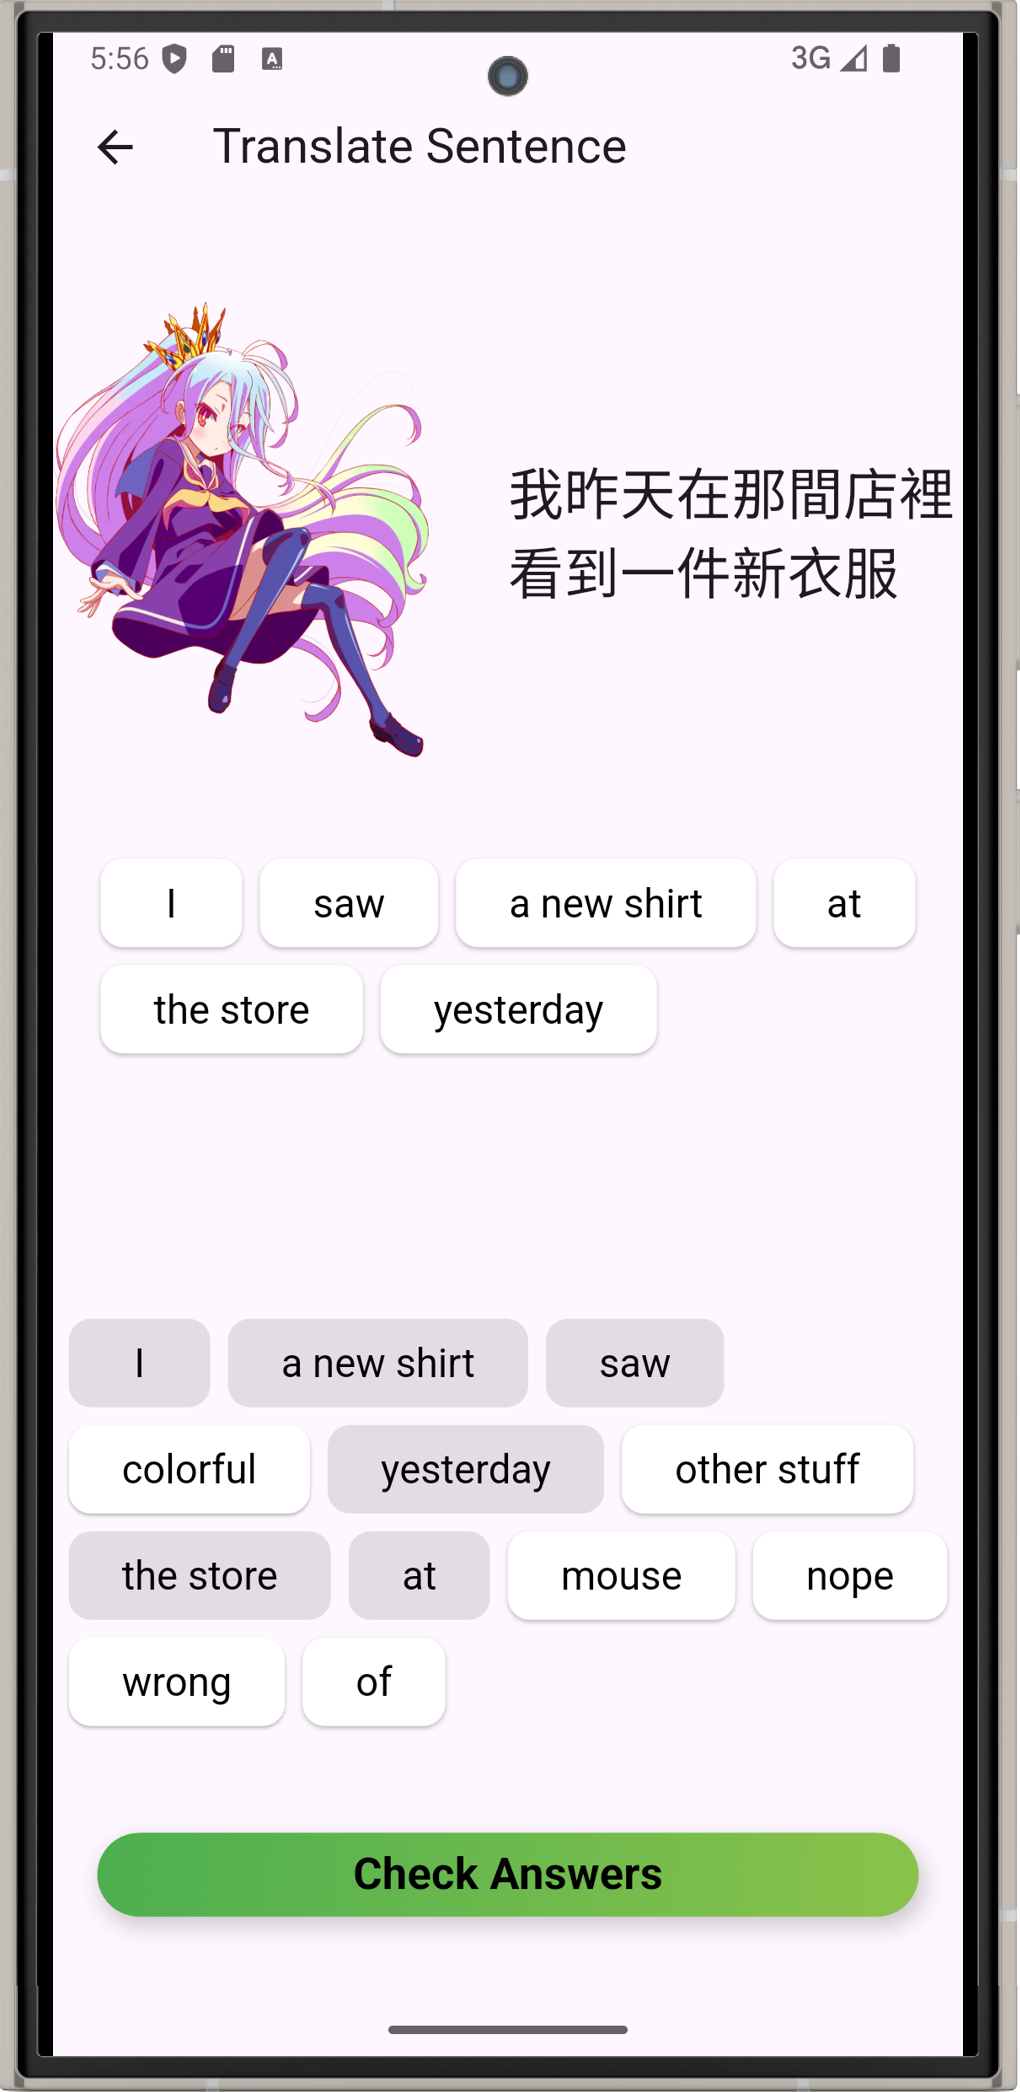 5:56
3G
Translate Sentence
我昨天在那間店裡
看到一件新衣服
I saw a new shirt at
the store yesterday
I a new shirt saw
colorful yesterday other stuff
the store at mouse nope
wrong of
Check Answers